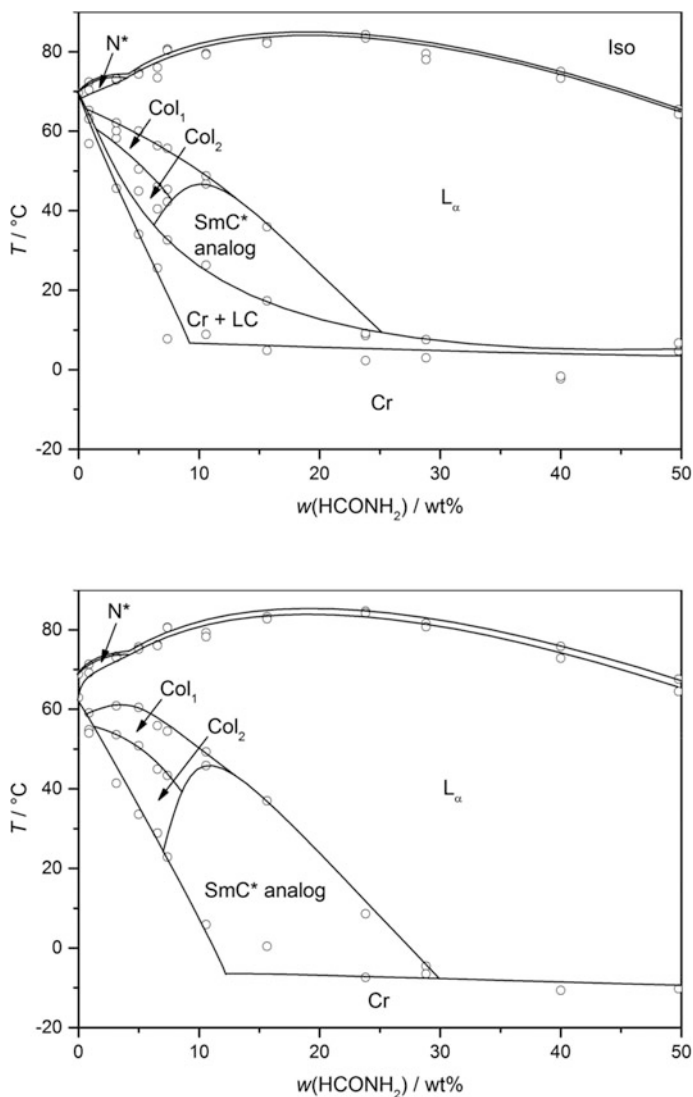 80
60
40
20
0
-20
T / °C
N*
Iso
Col₁
Col₂
Lα
SmC*
analog
Cr + LC
Cr
0 10 20 30 40 50
w(HCONH₂) / wt%
80
60
40
20
0
-20
T / °C
N*
Col₁
Col₂
Lα
SmC* analog
Cr
0 10 20 30 40 50
w(HCONH₂) / wt%